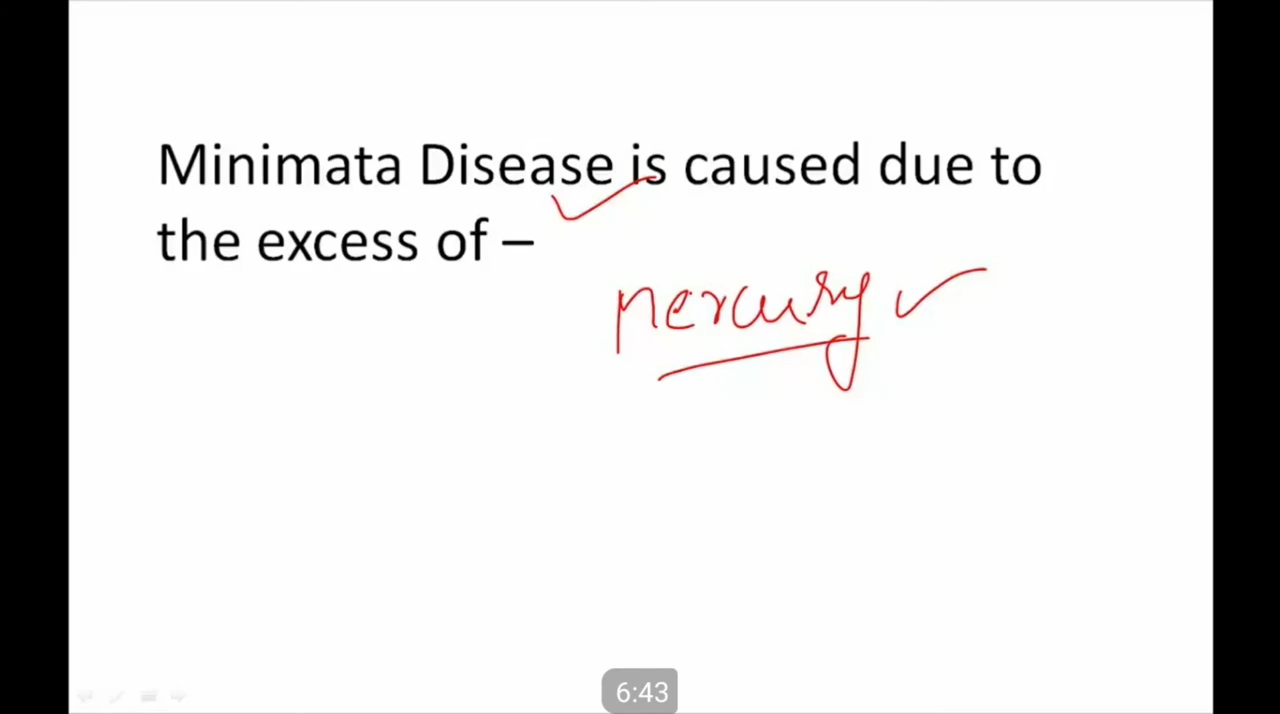 Minimata Disease is caused due to
the excess of –
mercury
6:43